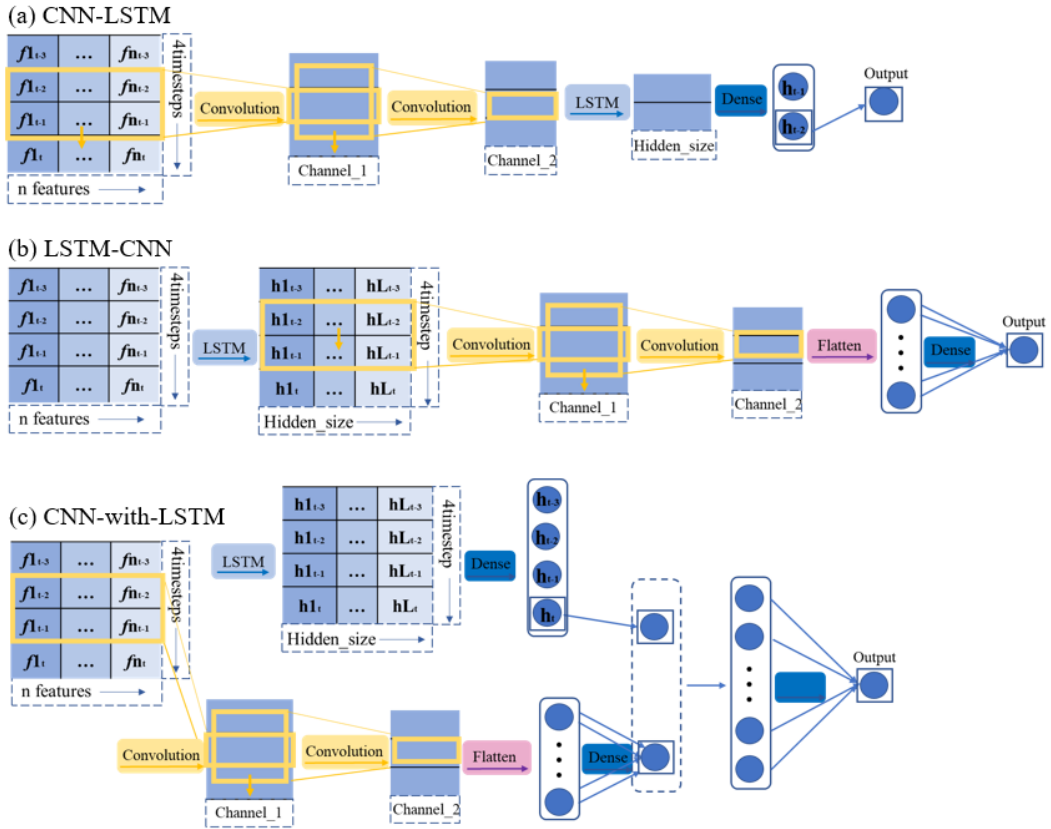 (a) CNN-LSTM
f1t-3 ... fnt-3
f1t-2 ... fnt-2
f1t-1 ... fnt-1
f1t ... fnt
4timesteps
n features
Convolution
Channel_1
Convolution
Channel_2
LSTM
Hidden_size
Dense
ht-1
ht-2
Output
(b) LSTM-CNN
f1t-3 ... fnt-3
f1t-2 ... fnt-2
f1t-1 ... fnt-1
f1t ... fnt
4timesteps
n features
LSTM
h1t-3 ... hLt-3
h1t-2 ... hLt-2
h1t-1 ... hLt-1
h1t ... hLt
4timestep
Hidden_size
Convolution
Channel_1
Convolution
Channel_2
Flatten
Dense
Output
(c) CNN-with-LSTM
f1t-3 ... fnt-3
f1t-2 ... fnt-2
f1t-1 ... fnt-1
f1t ... fnt
4timesteps
n features
LSTM
h1t-3 ... hLt-3
h1t-2 ... hLt-2
h1t-1 ... hLt-1
h1t ... hLt
4timestep
Hidden_size
Dense
ht-3
ht-2
ht-1
ht
Convolution
Channel_1
Convolution
Channel_2
Flatten
Dense
Output